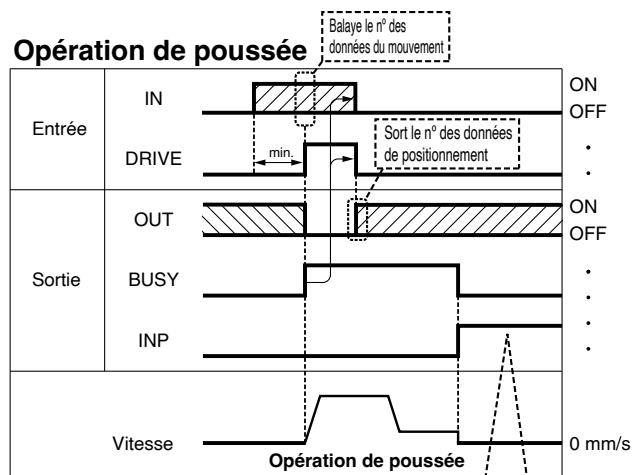 Balaye le nº des
données du mouvement
Opération de poussée
Entrée
IN
ON
OFF
Sort le nº des données
de positionnement
DRIVE
min.
OUT
ON
OFF
Sortie
BUSY
INP
Vitesse
0 mm/s
Opération de poussée